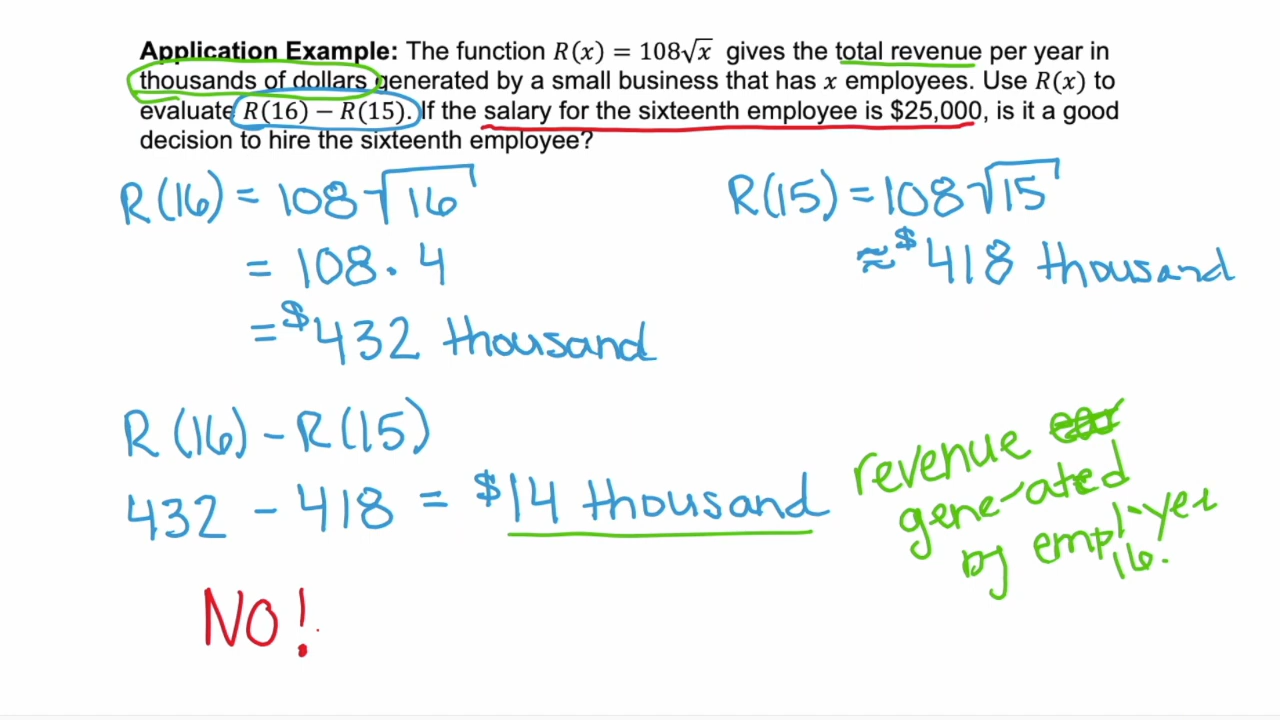 Application Example: The function R(x) = 108√x gives the total revenue per year in
thousands of dollars generated by a small business that has x employees. Use R(x) to
evaluate R(16) − R(15). If the salary for the sixteenth employee is $25,000, is it a good
decision to hire the sixteenth employee?
R(16) = 108√16
= 108 · 4
= $432 thousand
R(15) = 108√15
≈ $418 thousand
R(16) − R(15)
432 − 418 = $14 thousand
revenue
generated
by employee
16.
NO!